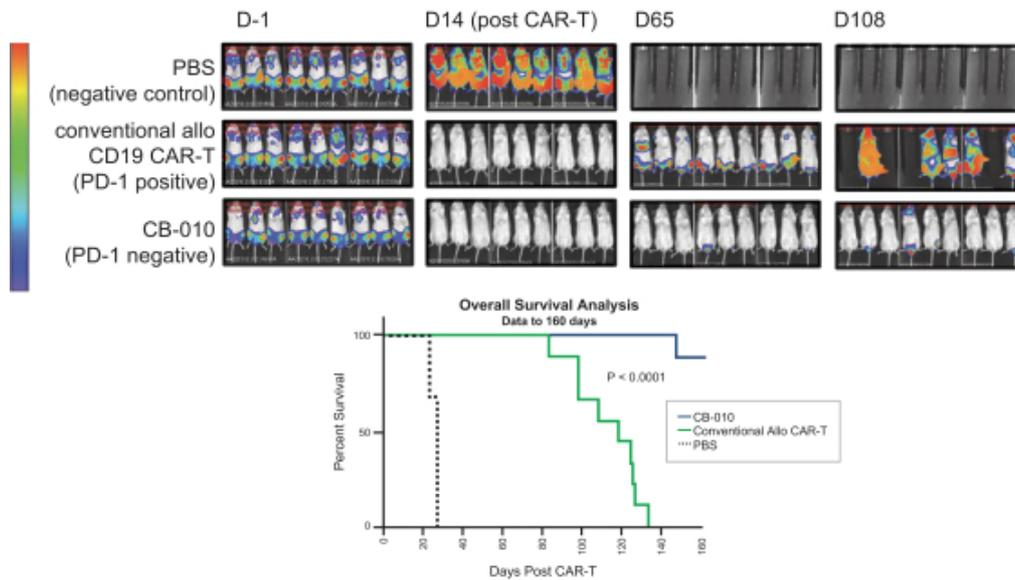 D-1
D14 (post CAR-T)
D65
D108
PBS
(negative control)
conventional allo
CD19 CAR-T
(PD-1 positive)
CB-010
(PD-1 negative)
Overall Survival Analysis
Data to 160 days
100
50
0
Percent Survival
P < 0.0001
CB-010
Conventional Allo CAR-T
PBS
0 20 40 60 80 100 120 140 160
Days Post CAR-T